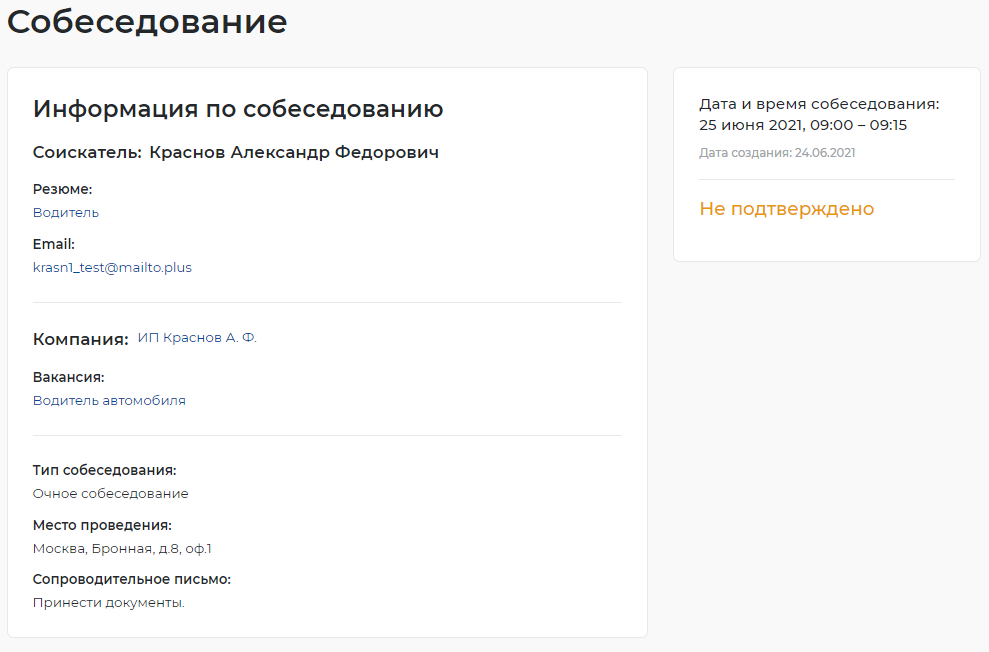 Собеседование
Информация по собеседованию
Соискатель: Краснов Александр Федорович
Резюме:
Водитель
Email:
krasn1_test@mailto.plus
Компания: ИП Краснов А. Ф.
Вакансия:
Водитель автомобиля
Тип собеседования:
Очное собеседование
Место проведения:
Москва, Бронная, д.8, оф.1
Сопроводительное письмо:
Принести документы.
Дата и время собеседования:
25 июня 2021, 09:00 – 09:15
Дата создания: 24.06.2021
Не подтверждено